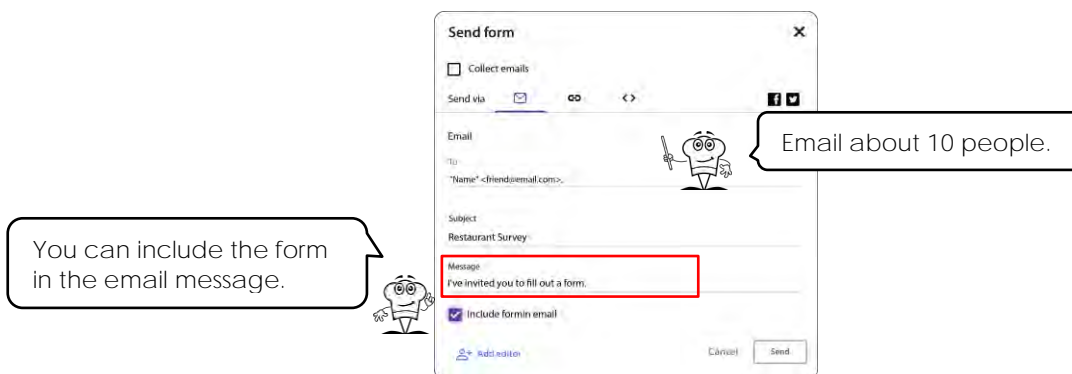 Send form
Collect emails
Send via
Email
Email about 10 people.
To
"Name" <friend@email.com>,
Subject
Restaurant Survey
You can include the form
in the email message.
Message
I've invited you to fill out a form.
Include formin email
Add editor
Cancel
Send